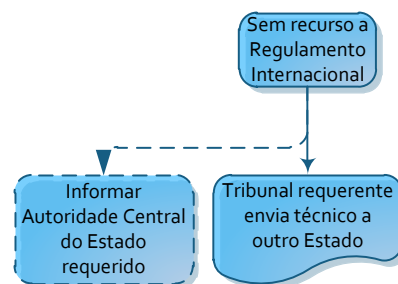 Sem recurso a
Regulamento
Internacional
Informar
Autoridade Central
do Estado
requerido
Tribunal requerente
envia técnico a
outro Estado